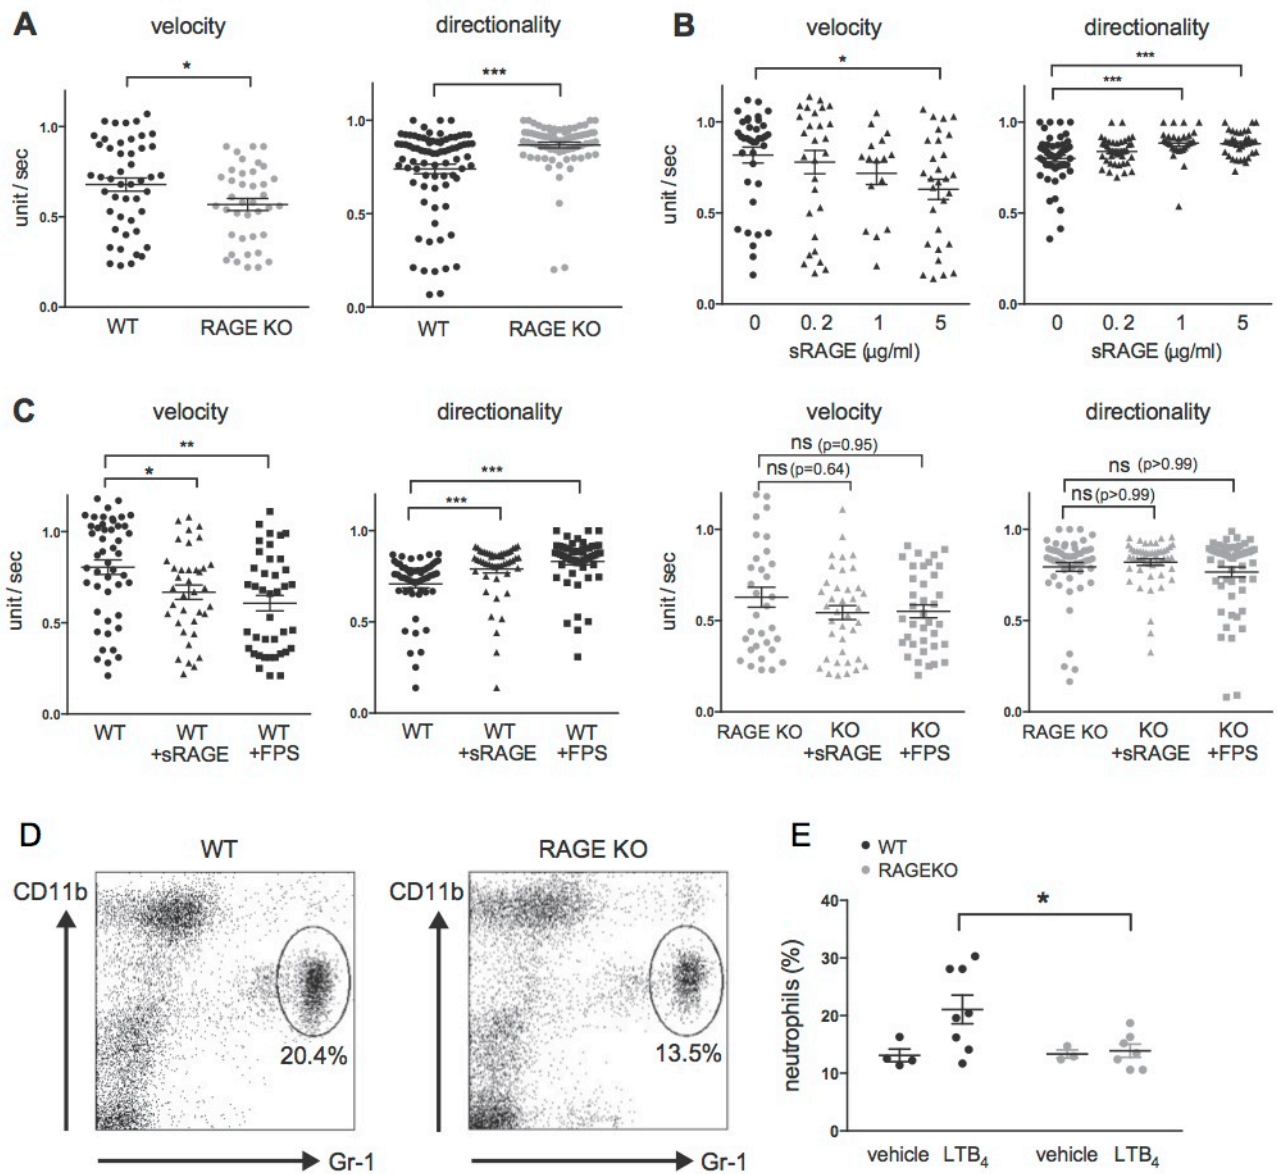 A
velocity
directionality
*
***
unit / sec
1.0
0.5
0.0
WT
RAGE KO
1.0
0.5
0.0
WT
RAGE KO
B
velocity
directionality
*
***
***
unit / sec
1.0
0.5
0.0
0
0. 2
1
5
sRAGE (µg/ml)
1.0
0.5
0.0
0
0. 2
1
5
sRAGE (µg/ml)
C
velocity
directionality
**
*
***
***
unit / sec
1.0
0.5
0.0
WT
WT
+sRAGE
WT
+FPS
1.0
0.5
0.0
WT
WT
+sRAGE
WT
+FPS
velocity
directionality
ns (p=0.95)
ns (p=0.64)
ns (p>0.99)
ns (p>0.99)
unit / sec
1.0
0.5
0.0
RAGE KO
KO
+sRAGE
KO
+FPS
1.0
0.5
0.0
RAGE KO
KO
+sRAGE
KO
+FPS
D
WT
RAGE KO
CD11b
20.4%
CD11b
13.5%
Gr-1
Gr-1
E
WT
RAGEKO
*
neutrophils (%)
40
30
20
10
0
vehicle
LTB4
vehicle
LTB4